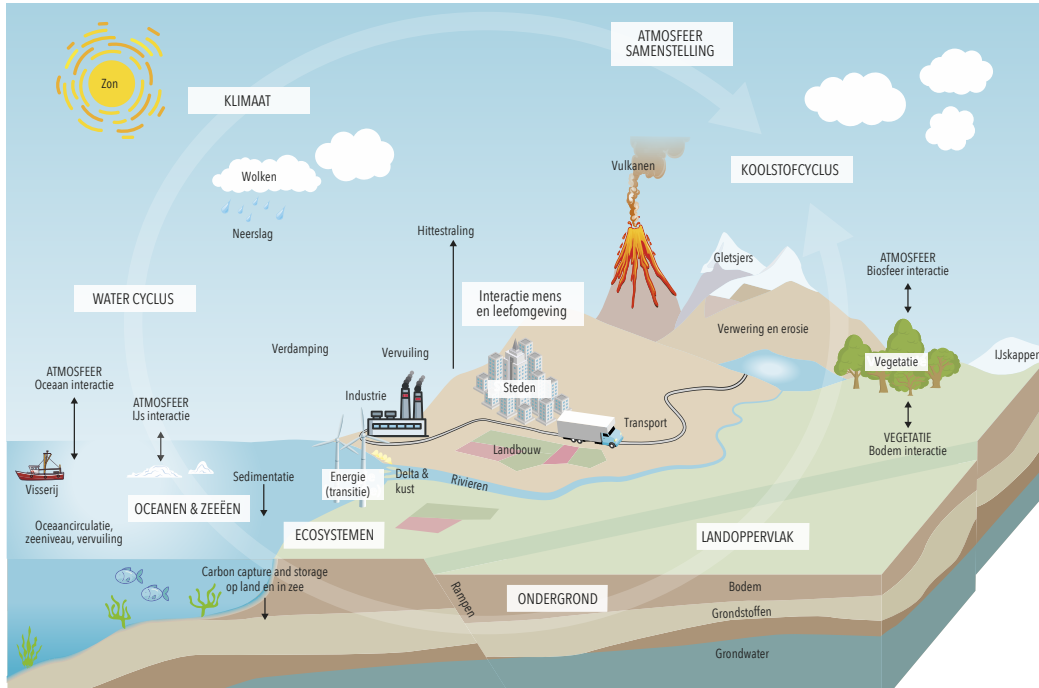 ATMOSFEER
SAMENSTELLING
Zon
KLIMAAT
Vulkanen
KOOLSTOFCYCLUS
Wolken
Neerslag
Hittestraling
Gletsjers
ATMOSFEER
Biosfeer interactie
WATER CYCLUS
Interactie mens
en leefomgeving
Verwering en erosie
Verdamping
Vervuiling
Vegetatie
IJskappen
ATMOSFEER
Oceaan interactie
Steden
Industrie
ATMOSFEER
IJs interactie
Transport
VEGETATIE
Bodem interactie
Landbouw
Sedimentatie
Energie
(transitie)
Delta &
kust
Rivieren
Visserij
OCEANEN & ZEEËEN
Oceaancirculatie,
zeeniveau, vervuiling
ECOSYSTEMEN
LANDOPPERVLAK
Carbon capture and storage
op land en in zee
Rampen
ONDERGROND
Bodem
Grondstoffen
Grondwater